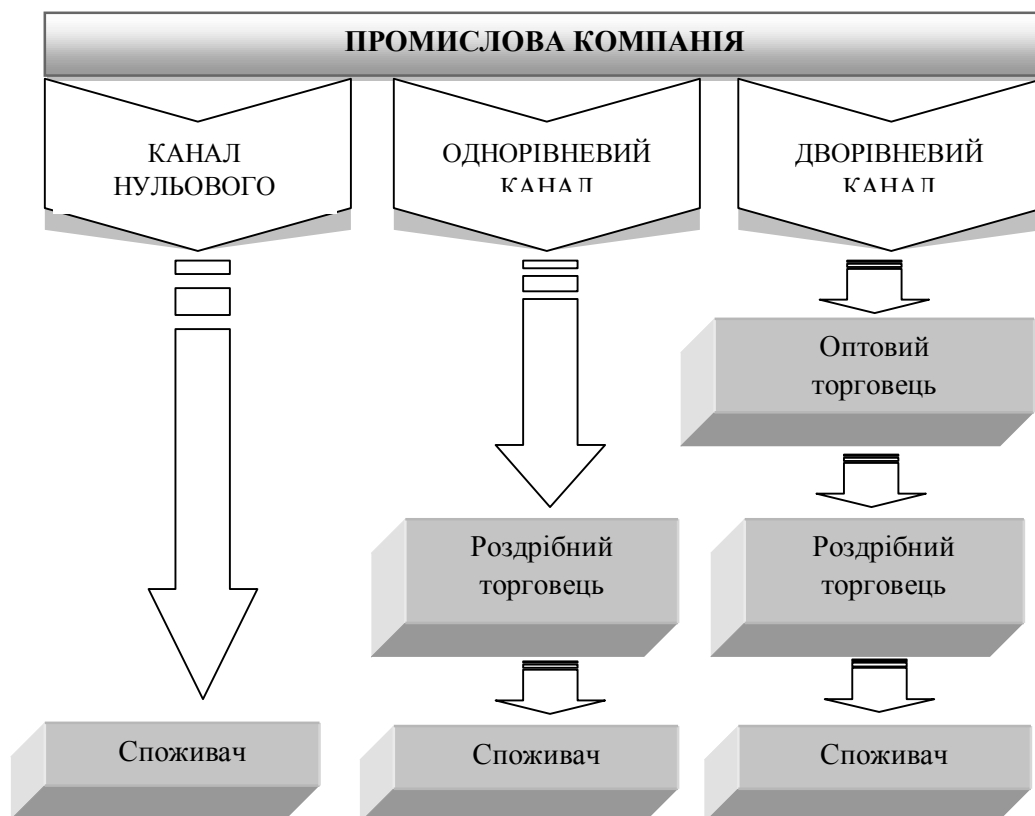 ПРОМИСЛОВА КОМПАНІЯ
КАНАЛ
НУЛЬОВОГО
ОДНОРІВНЕВИЙ
КАНАЛ
ДВОРІВНЕВИЙ
КАНАЛ
Оптовий
торговець
Роздрібний
торговець
Роздрібний
торговець
Споживач
Споживач
Споживач